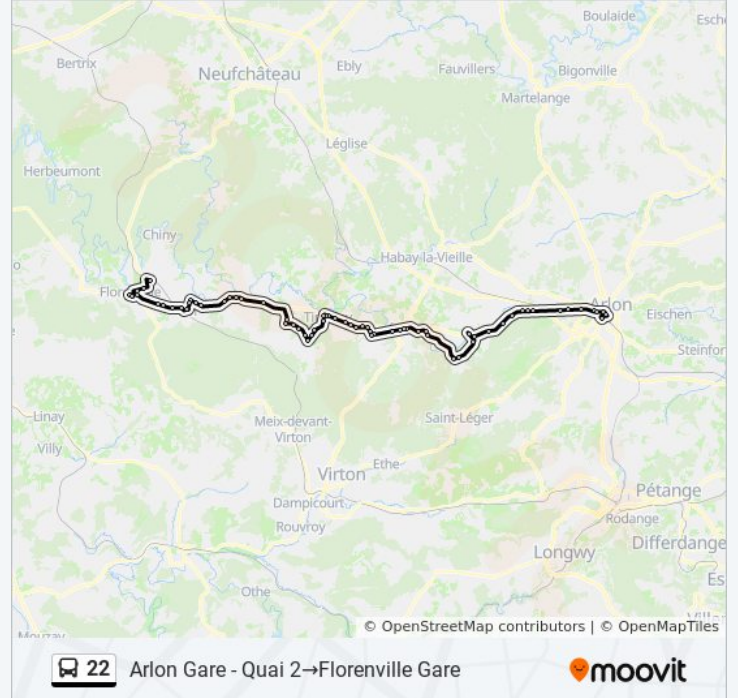 Boulaide
Esch
Bertrix
Neufchâteau
Ebly
Fauvillers
Bigonville
Martelange
Léglise
Herbeumont
Chiny
Habay-la-Vieille
o
Arlon
Eischen
Steinfor
Linay
Villy
Meix-devant-
Virton
Saint-Léger
Virton
Ethe
Dampicourt
Rouvroy
Pétange
Rodange
Differdange
Longwy
Es
Othe
© OpenStreetMap contributors | © OpenMapTiles
22 Arlon Gare - Quai 2→Florenville Gare
moovit